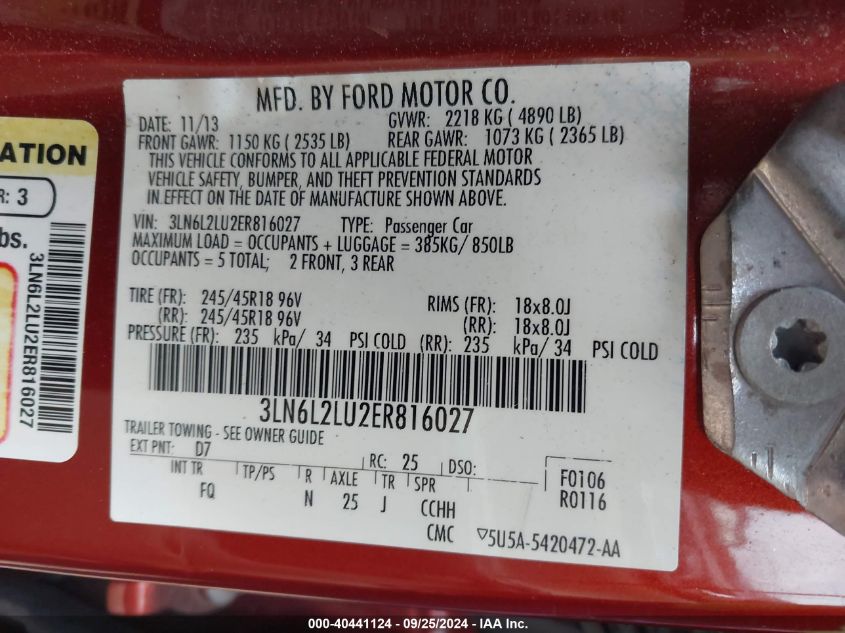 MFD. BY FORD MOTOR CO.
DATE: 11/13 GVWR: 2218 KG ( 4890 LB)
FRONT GAWR: 1150 KG ( 2535 LB) REAR GAWR: 1073 KG ( 2365 LB)
THIS VEHICLE CONFORMS TO ALL APPLICABLE FEDERAL MOTOR
VEHICLE SAFETY, BUMPER, AND THEFT PREVENTION STANDARDS
IN EFFECT ON THE DATE OF MANUFACTURE SHOWN ABOVE.
VIN: 3LN6L2LU2ER816027 TYPE: Passenger Car
MAXIMUM LOAD = OCCUPANTS + LUGGAGE = 385KG/ 850LB
OCCUPANTS = 5 TOTAL; 2 FRONT, 3 REAR
TIRE (FR): 245/45R18 96V RIMS (FR): 18x8.0J
(RR): 245/45R18 96V (RR): 18x8.0J
PRESSURE (FR): 235 kPa/ 34 PSI COLD (RR): 235 kPa/ 34 PSI COLD
3LN6L2LU2ER816027
TRAILER TOWING - SEE OWNER GUIDE
EXT PNT: D7 RC: 25 DSO: F0106
INT TR TP/PS R AXLE TR SPR R0116
FQ N 25 J CCHH
CMC ▽5U5A-5420472-AA
ATION
R: 3
bs.
3LN6L2LU2ER816027
000-40441124 - 09/25/2024 - WWW.IAAI.COM